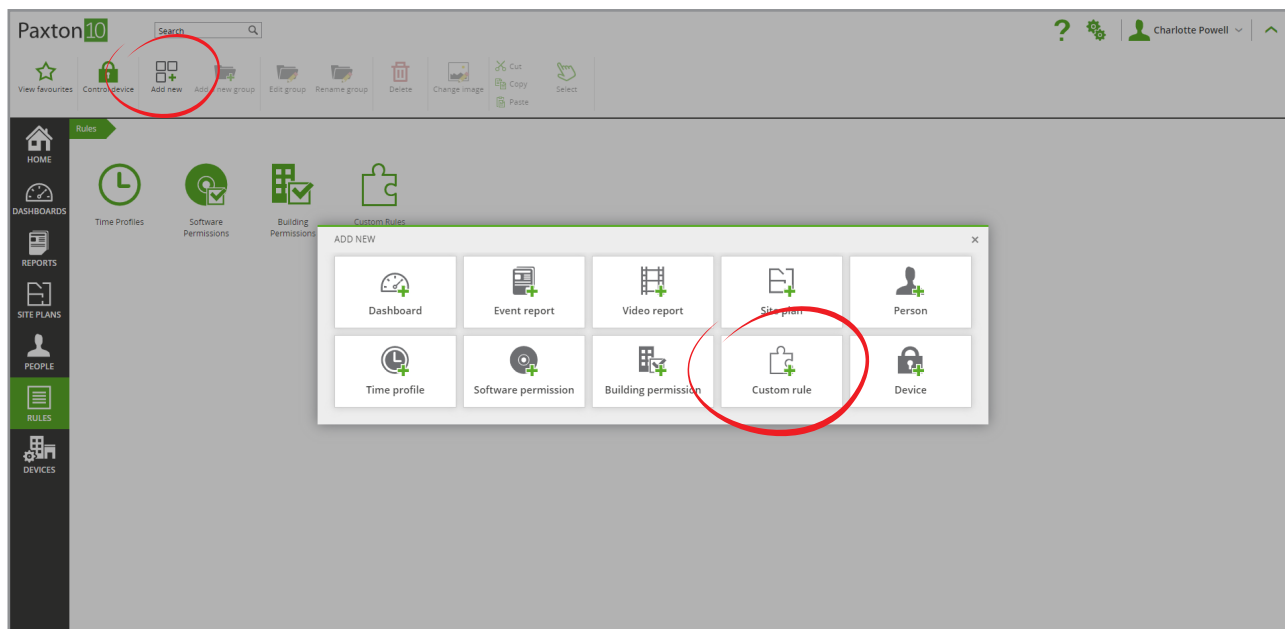 Paxton10
Search
Charlotte Powell
View favourites
Control device
Add new
Add a new group
Edit group
Rename group
Delete
Change image
Cut
Copy
Paste
Select
Rules
HOME
DASHBOARDS
REPORTS
SITE PLANS
PEOPLE
RULES
DEVICES
Time Profiles
Software
Permissions
Building
Permissions
Custom Rules
ADD NEW
Dashboard
Event report
Video report
Site plan
Person
Time profile
Software permission
Building permission
Custom rule
Device